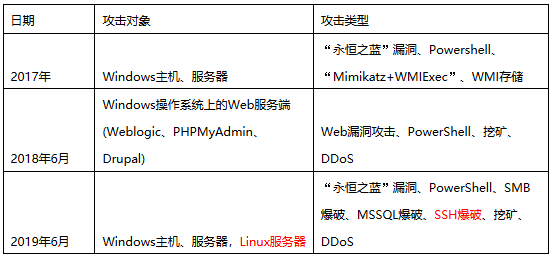 日期 攻击对象 攻击类型
2017年 Windows主机、服务器 “永恒之蓝”漏洞、Powershell、
“Mimikatz+WMIExec”、WMI存储
2018年6月 Windows操作系统上的Web服务端
(Weblogic、PHPMyAdmin、
Drupal) Web漏洞攻击、PowerShell、挖矿、
DDoS
2019年6月 Windows主机、服务器，Linux服务器 “永恒之蓝”漏洞、PowerShell、SMB
爆破、MSSQL爆破、SSH爆破、挖矿、
DDoS